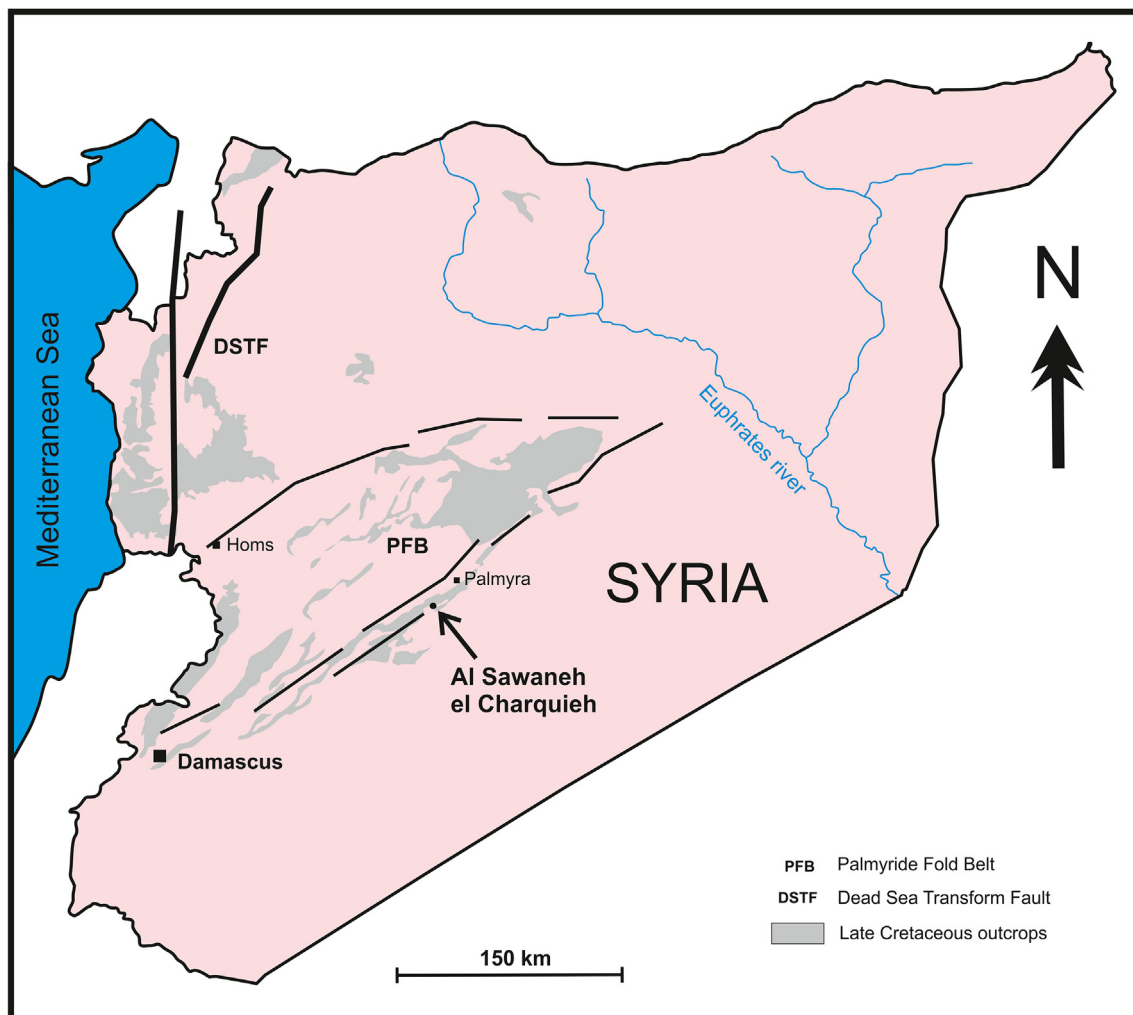 N
Mediterranean Sea
DSTF
Euphrates river
Homs
PFB
Palmyra
SYRIA
Al Sawaneh
el Charquieh
Damascus
PFB Palmyride Fold Belt
DSTF Dead Sea Transform Fault
Late Cretaceous outcrops
150 km